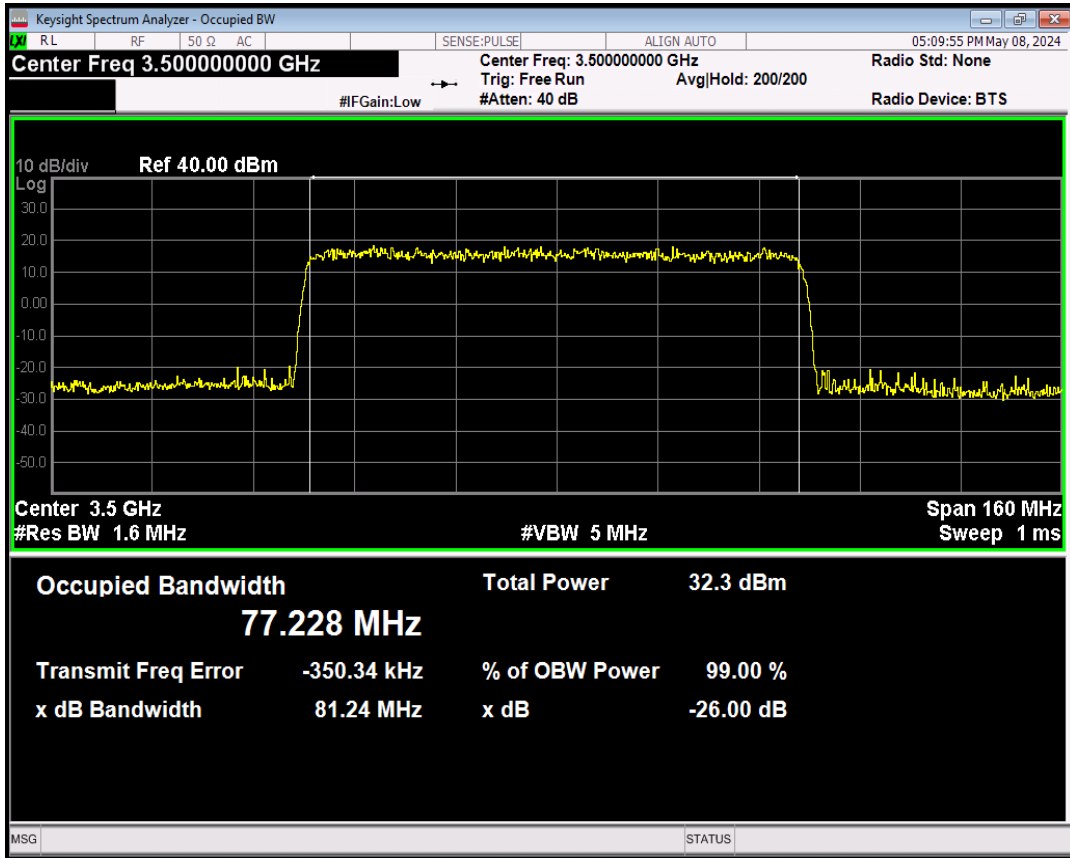 Keysight Spectrum Analyzer - Occupied BW
LXI RL RF 50 Ω AC SENSE:PULSE ALIGN AUTO 05:09:55 PM May 08, 2024
Center Freq 3.500000000 GHz Center Freq: 3.500000000 GHz Radio Std: None
Trig: Free Run Avg|Hold: 200/200
#IFGain:Low #Atten: 40 dB Radio Device: BTS
10 dB/div Ref 40.00 dBm
Log
30.0
20.0
10.0
0.00
-10.0
-20.0
-30.0
-40.0
-50.0
Center 3.5 GHz Span 160 MHz
#Res BW 1.6 MHz #VBW 5 MHz Sweep 1 ms
Occupied Bandwidth Total Power 32.3 dBm
77.228 MHz
Transmit Freq Error -350.34 kHz % of OBW Power 99.00 %
x dB Bandwidth 81.24 MHz x dB -26.00 dB
MSG STATUS